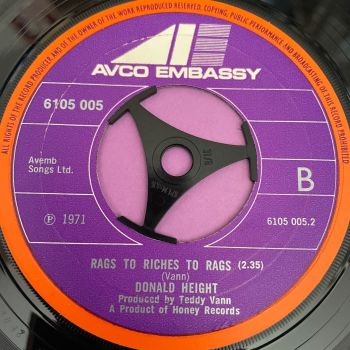 ALL RIGHTS OF THE RECORD PRODUCER AND OF THE OWNER OF THE WORK REPRODUCED RESERVED. COPYING, PUBLIC PERFORMANCE AND BROADCASTING OF THIS RECORD PROHIBITED
AVCO EMBASSY
6105 005
Avemb
Songs Ltd.
B
Ⓟ 1971
6105 005.2
RAGS TO RICHES TO RAGS (2.35)
(Vann)
DONALD HEIGHT
Produced by Teddy Vann
A Product of Honey Records